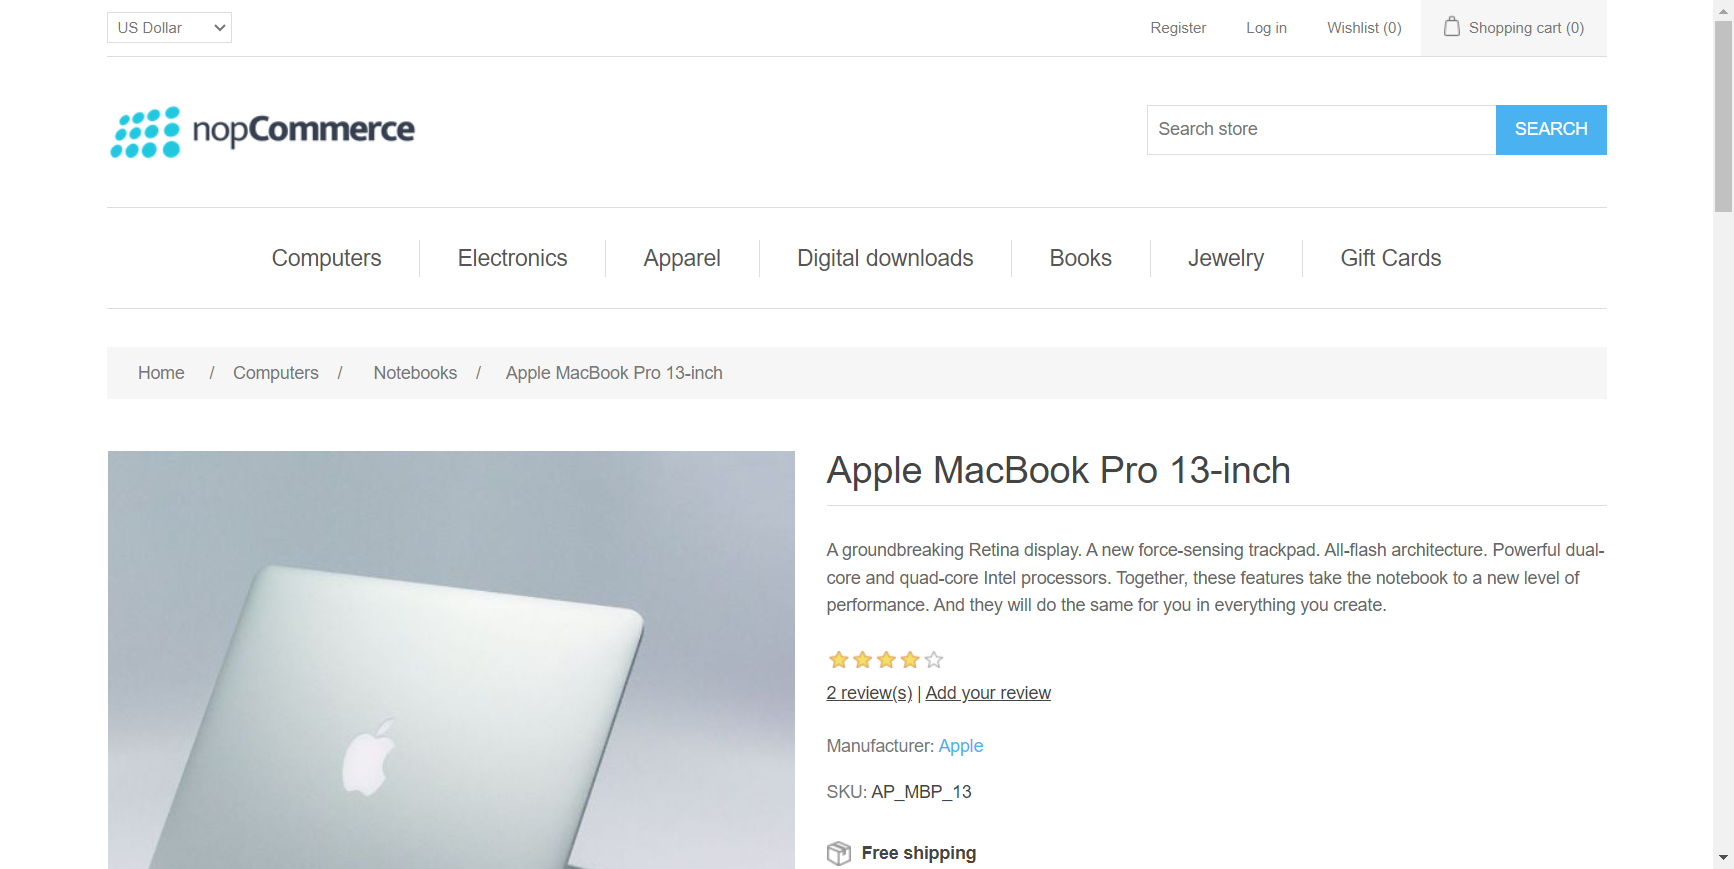 US Dollar
Register
Log in
Wishlist (0)
Shopping cart (0)
nopCommerce
Search store
SEARCH
Computers
Electronics
Apparel
Digital downloads
Books
Jewelry
Gift Cards
Home / Computers / Notebooks / Apple MacBook Pro 13-inch
Apple MacBook Pro 13-inch
A groundbreaking Retina display. A new force-sensing trackpad. All-flash architecture. Powerful dual-
core and quad-core Intel processors. Together, these features take the notebook to a new level of
performance. And they will do the same for you in everything you create.
2 review(s) | Add your review
Manufacturer: Apple
SKU: AP_MBP_13
Free shipping